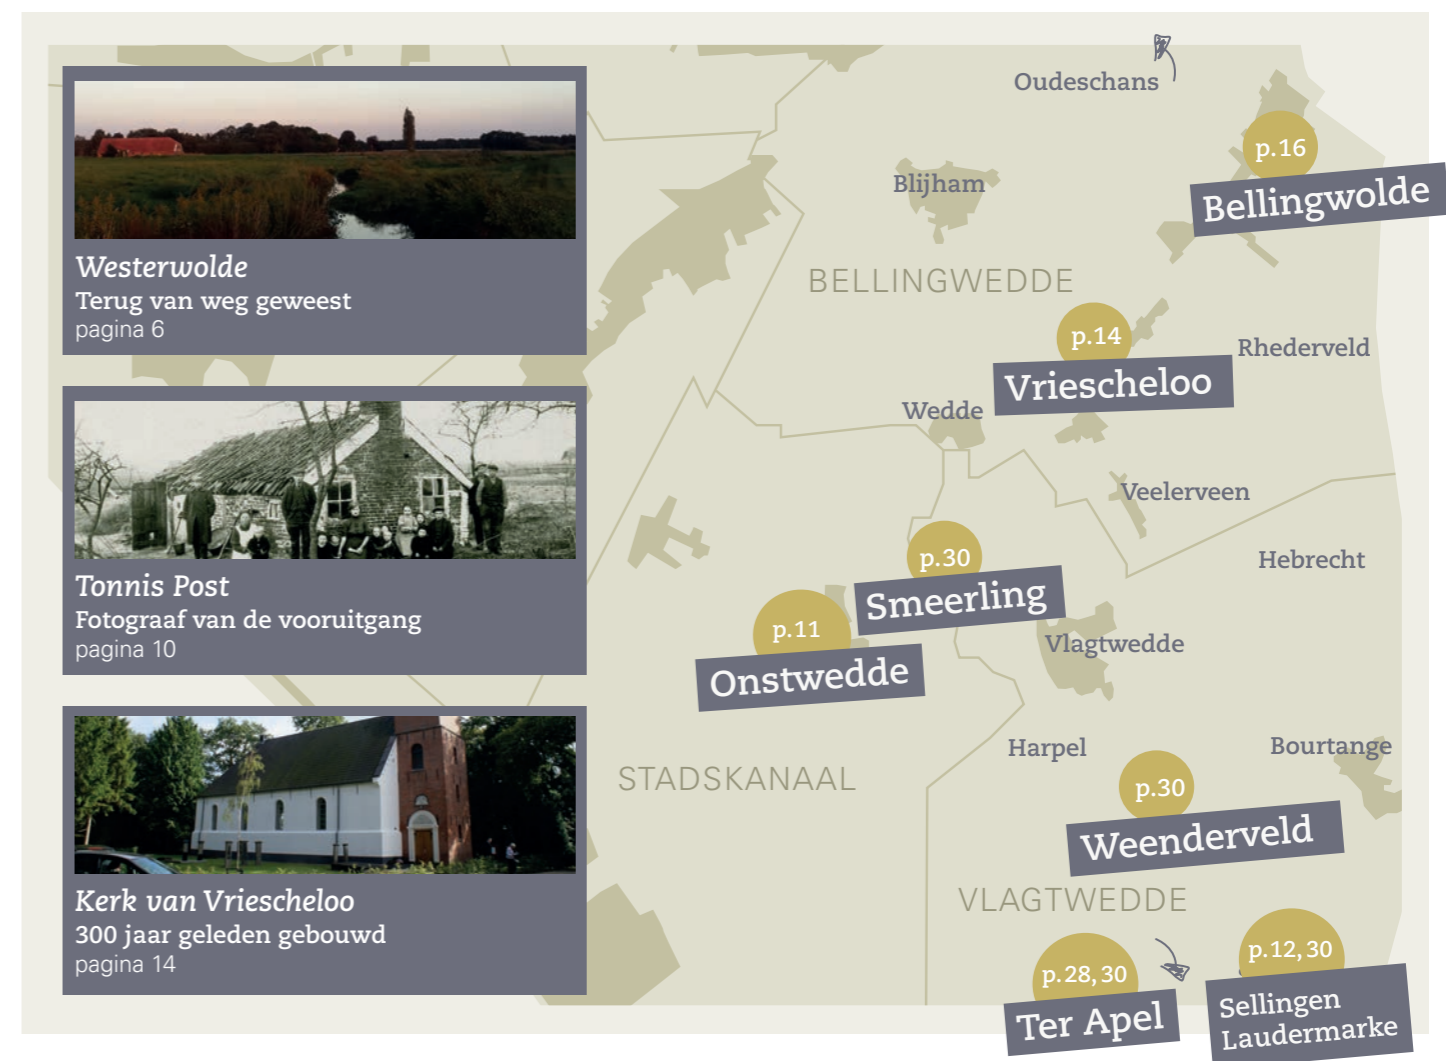 Westerwolde
Terug van weg geweest
pagina 6
Tonnis Post
Fotograaf van de vooruitgang
pagina 10
Kerk van Vriescheloo
300 jaar geleden gebouwd
pagina 14
Oudeschans
p.16
Bellingwolde
Blijham
BELLINGWEDDE
p.14
Vriescheloo
Rhederveld
Wedde
Veelerveen
p.30
Smeerling
Hebrecht
p.11
Onstwedde
Vlagtwedde
Harpel
Bourtange
STADSKANAAL
p.30
Weenderveld
VLAGTWEDDE
p.28,30
Ter Apel
p.12,30
Sellingen
Laudermarke